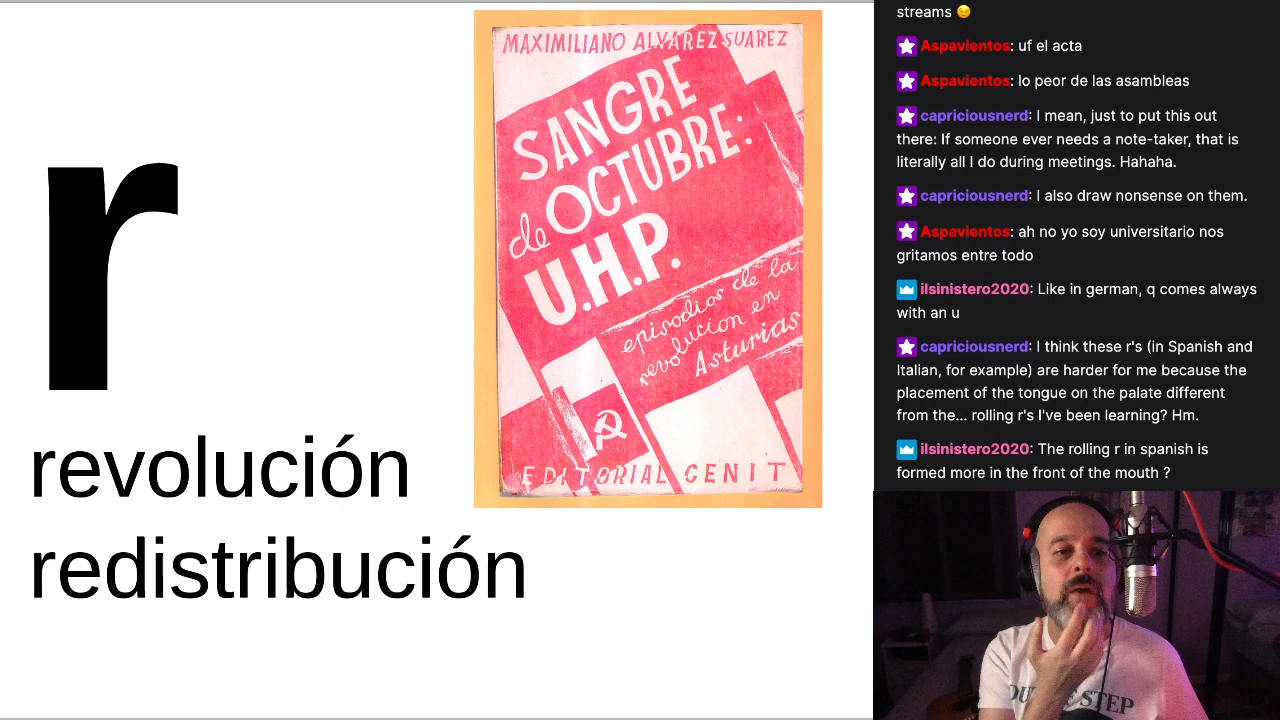 r
revolución
redistribución
MAXIMILIANO ALVAREZ SUAREZ
SANGRE
de OCTUBRE:
U.H.P.
episodios de la
revolucion en
Asturias
EDITORIAL CENIT
streams 😉
Aspavientos: uf el acta
Aspavientos: lo peor de las asambleas
capriciousnerd: I mean, just to put this out
there: If someone ever needs a note-taker, that is
literally all I do during meetings. Hahaha.
capriciousnerd: I also draw nonsense on them.
Aspavientos: ah no yo soy universitario nos
gritamos entre todo
ilsinistero2020: Like in german, q comes always
with an u
capriciousnerd: I think these r's (in Spanish and
Italian, for example) are harder for me because the
placement of the tongue on the palate different
from the... rolling r's I've been learning? Hm.
ilsinistero2020: The rolling r in spanish is
formed more in the front of the mouth ?
STEP